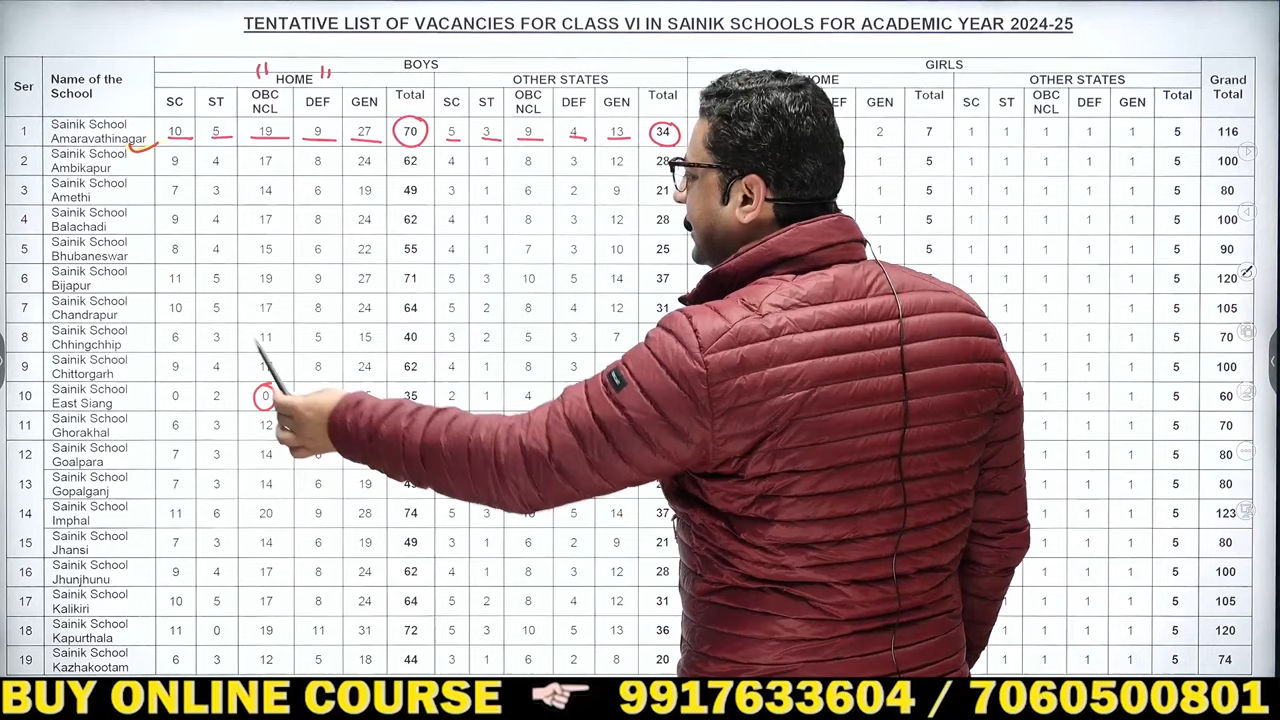 TENTATIVE LIST OF VACANCIES FOR CLASS VI IN SAINIK SCHOOLS FOR ACADEMIC YEAR 2024-25
Ser Name of the School BOYS GIRLS Grand Total
HOME OTHER STATES HOME OTHER STATES
SC ST OBC NCL DEF GEN Total SC ST OBC NCL DEF GEN Total GEN Total SC ST OBC NCL DEF GEN Total
1 Sainik School Amaravathinagar 10 5 19 9 27 70 5 3 9 4 13 34 2 7 1 1 1 1 1 5 116
2 Sainik School Ambikapur 9 4 17 8 24 62 4 1 8 3 12 28 1 5 1 1 1 1 1 5 100
3 Sainik School Amethi 7 3 14 6 19 49 3 1 6 2 9 21 1 5 1 1 1 1 1 5 80
4 Sainik School Balachadi 9 4 17 8 24 62 4 1 8 3 12 28 1 5 1 1 1 1 1 5 100
5 Sainik School Bhubaneswar 8 4 15 6 22 55 4 1 7 3 10 25 1 5 1 1 1 1 1 5 90
6 Sainik School Bijapur 11 5 19 9 27 71 5 3 10 5 14 37 1 1 1 1 5 120
7 Sainik School Chandrapur 10 5 17 8 24 64 5 2 8 4 12 31 1 1 1 1 5 105
8 Sainik School Chhingchhip 6 3 11 5 15 40 3 2 5 3 7 1 1 1 1 5 70
9 Sainik School Chittorgarh 9 4 8 24 62 4 1 8 3 1 1 1 1 5 100
10 Sainik School East Siang 0 2 0 35 2 1 4 1 1 1 5 60
11 Sainik School Ghorakhal 6 3 12 1 1 1 5 70
12 Sainik School Goalpara 7 3 14 1 1 1 5 80
13 Sainik School Gopalganj 7 3 14 6 19 1 1 1 5 80
14 Sainik School Imphal 11 6 20 9 28 74 5 3 5 14 37 1 1 1 5 123
15 Sainik School Jhansi 7 3 14 6 19 49 3 1 6 2 9 21 1 1 1 5 80
16 Sainik School Jhunjhunu 9 4 17 8 24 62 4 1 8 3 12 28 1 1 1 5 100
17 Sainik School Kalikiri 10 5 17 8 24 64 5 2 8 4 12 31 1 1 1 1 5 105
18 Sainik School Kapurthala 11 0 19 11 31 72 5 3 10 5 13 36 1 1 1 1 5 120
19 Sainik School Kazhakootam 6 3 12 5 18 44 3 1 6 2 8 20 1 1 1 1 5 74
BUY ONLINE COURSE 9917633604 / 7060500801